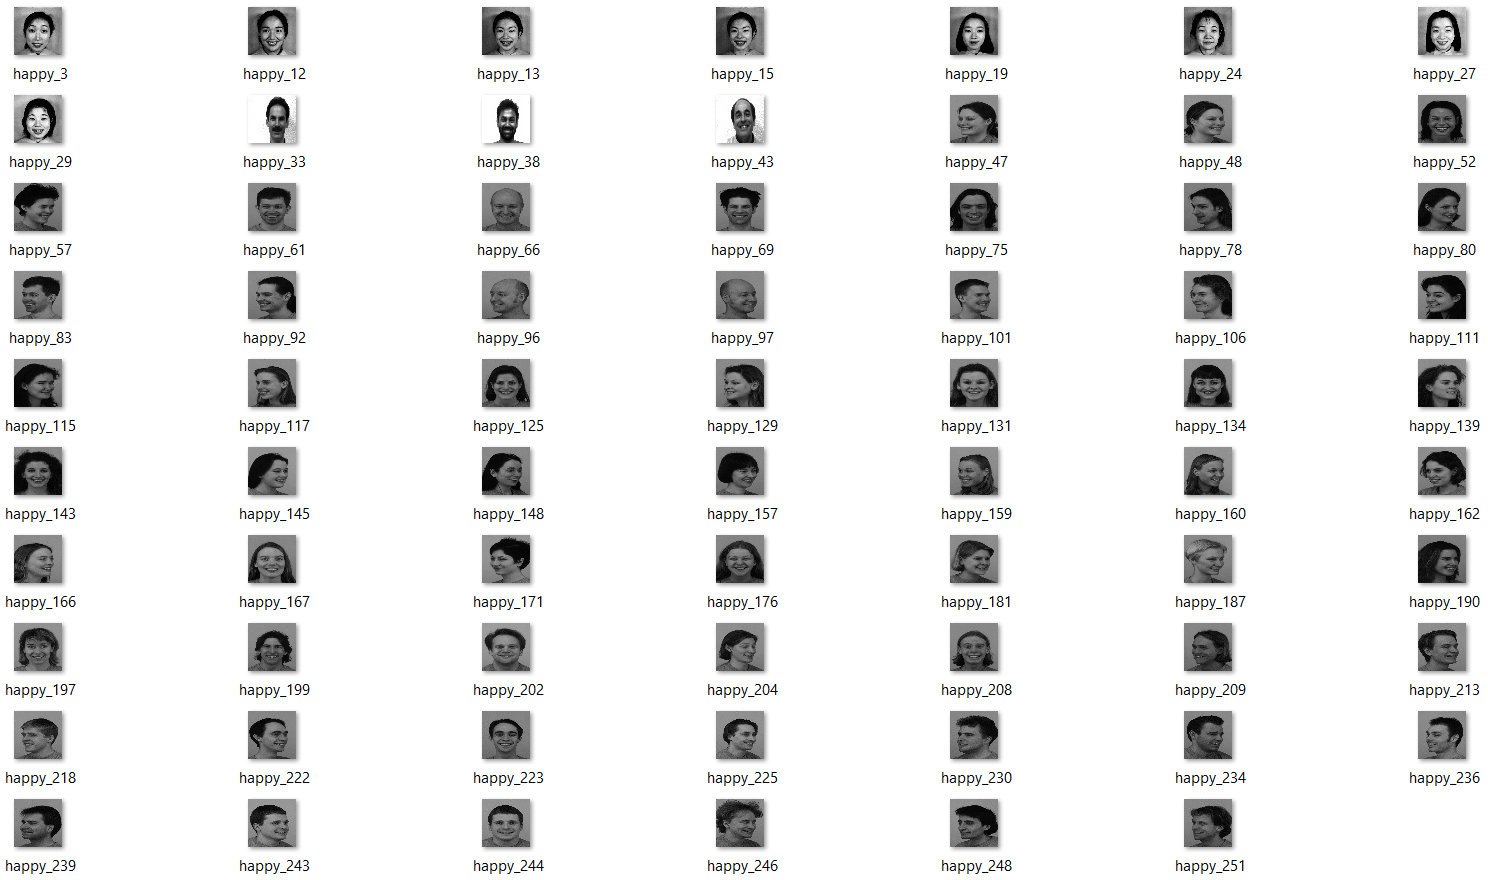 happy_3 happy_12 happy_13 happy_15 happy_19 happy_24 happy_27
happy_29 happy_33 happy_38 happy_43 happy_47 happy_48 happy_52
happy_57 happy_61 happy_66 happy_69 happy_75 happy_78 happy_80
happy_83 happy_92 happy_96 happy_97 happy_101 happy_106 happy_111
happy_115 happy_117 happy_125 happy_129 happy_131 happy_134 happy_139
happy_143 happy_145 happy_148 happy_157 happy_159 happy_160 happy_162
happy_166 happy_167 happy_171 happy_176 happy_181 happy_187 happy_190
happy_197 happy_199 happy_202 happy_204 happy_208 happy_209 happy_213
happy_218 happy_222 happy_223 happy_225 happy_230 happy_234 happy_236
happy_239 happy_243 happy_244 happy_246 happy_248 happy_251